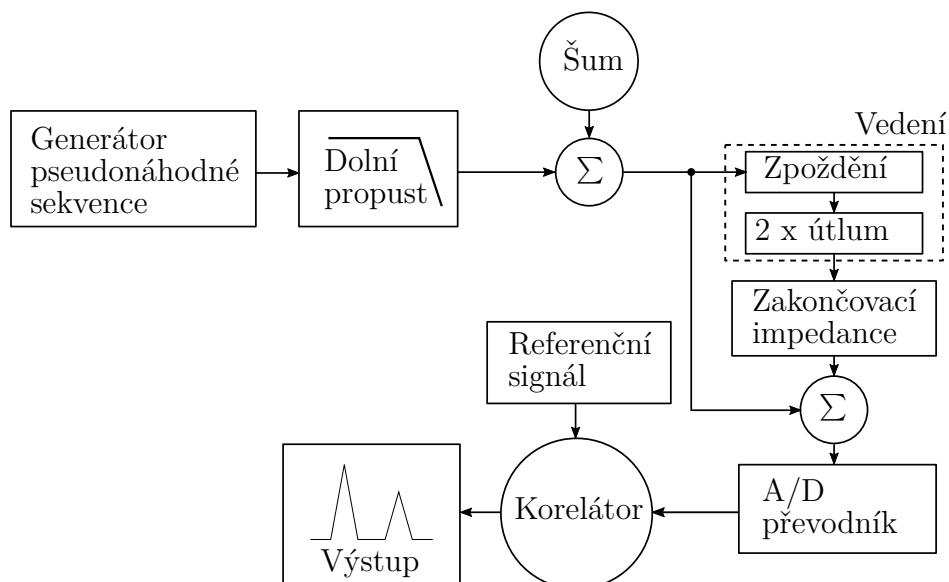 Šum
Vedení
Generátor
pseudonáhodné
sekvence
Dolní
propust
Σ
Zpoždění
2 x útlum
Zakončovací
impedance
Referenční
signál
Σ
A/D
převodník
Korelátor
Výstup